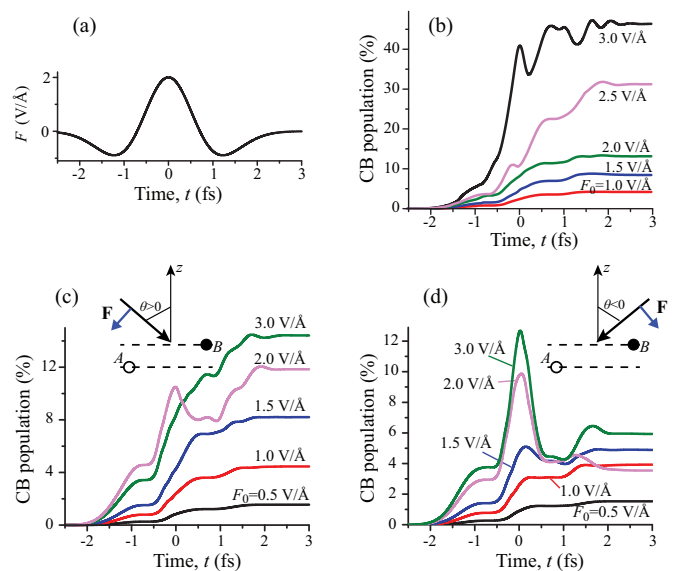 (a)
F (V/Å)
2
0
-2
-1
0
1
2
3
Time, t (fs)
(b)
CB population (%)
40
30
20
10
0
3.0 V/Å
2.5 V/Å
2.0 V/Å
1.5 V/Å
F₀=1.0 V/Å
-2
-1
0
1
2
3
Time, t (fs)
(c)
z
θ>0
F
A
B
CB population (%)
12
8
4
0
3.0 V/Å
2.0 V/Å
1.5 V/Å
1.0 V/Å
F₀=0.5 V/Å
-2
-1
0
1
2
3
Time, t (fs)
(d)
z
θ<0
F
A
B
CB population (%)
12
10
8
6
4
2
0
3.0 V/Å
2.0 V/Å
1.5 V/Å
1.0 V/Å
F₀=0.5 V/Å
-2
-1
0
1
2
3
Time, t (fs)